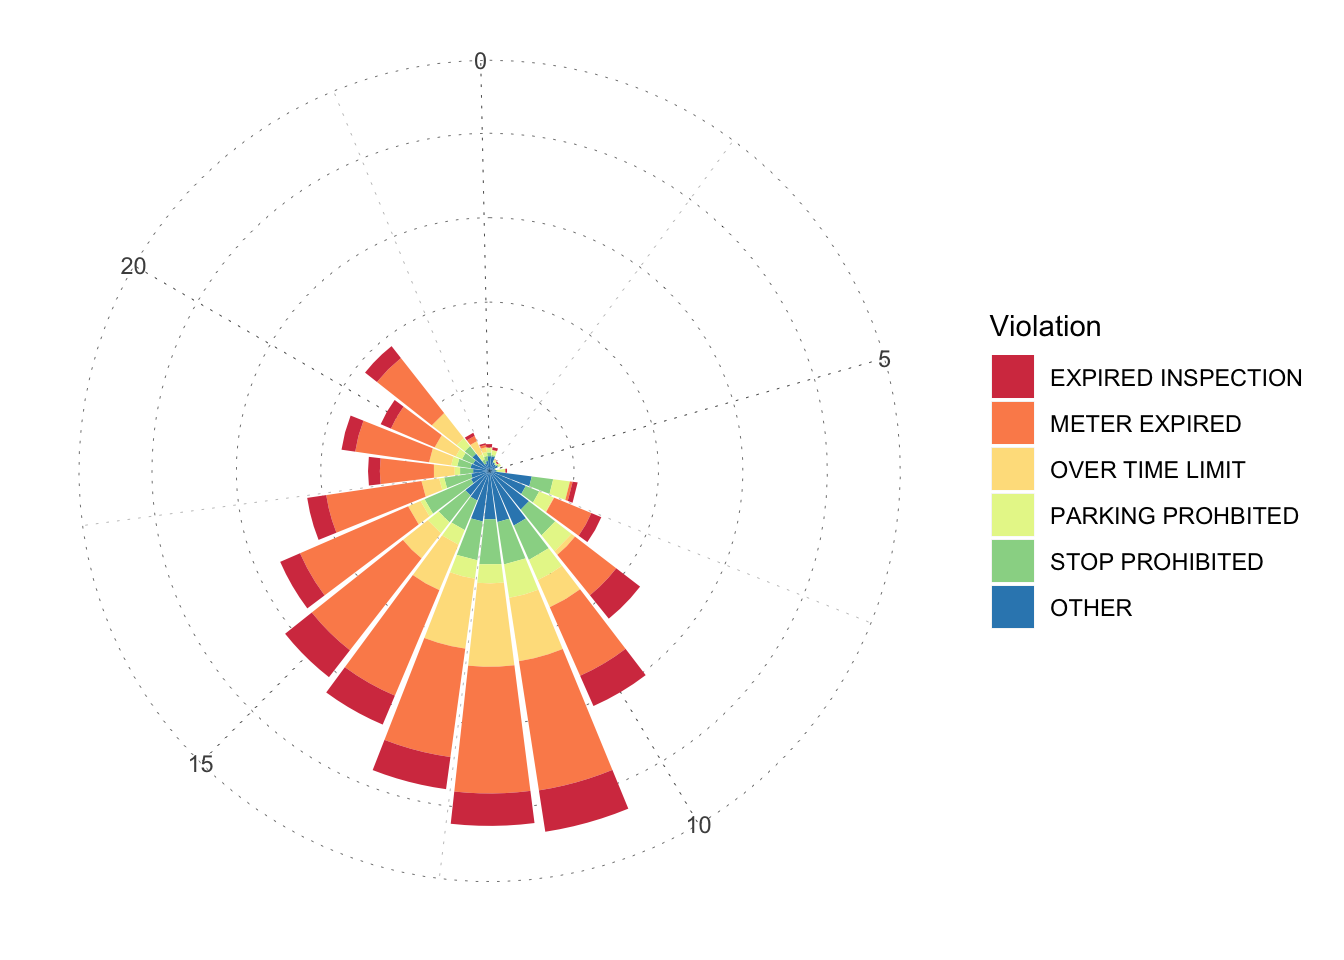 0
5
10
15
20
Violation
EXPIRED INSPECTION
METER EXPIRED
OVER TIME LIMIT
PARKING PROHBITED
STOP PROHIBITED
OTHER